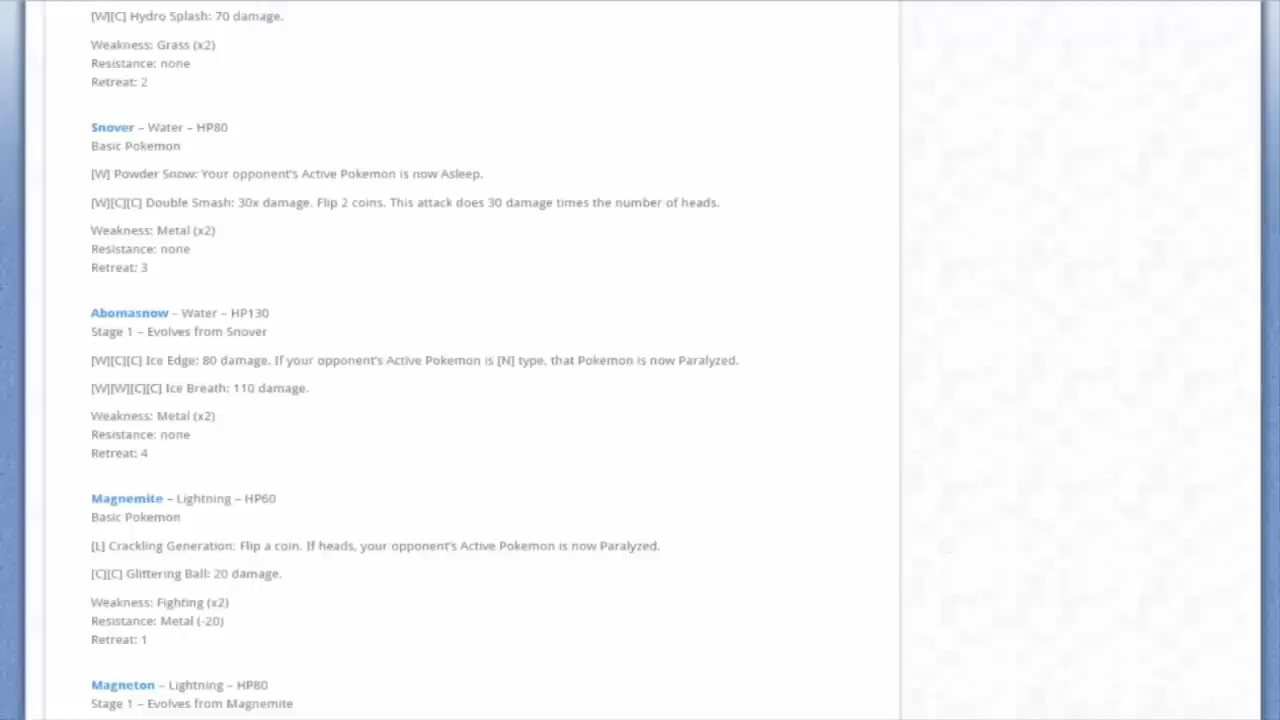 [W][C] Hydro Splash: 70 damage.
Weakness: Grass (x2)
Resistance: none
Retreat: 2
Snover – Water – HP80
Basic Pokemon
[W] Powder Snow: Your opponent's Active Pokemon is now Asleep.
[W][C][C] Double Smash: 30x damage. Flip 2 coins. This attack does 30 damage times the number of heads.
Weakness: Metal (x2)
Resistance: none
Retreat: 3
Abomasnow – Water – HP130
Stage 1 – Evolves from Snover
[W][C][C] Ice Edge: 80 damage. If your opponent's Active Pokemon is [N] type, that Pokemon is now Paralyzed.
[W][W][C][C] Ice Breath: 110 damage.
Weakness: Metal (x2)
Resistance: none
Retreat: 4
Magnemite – Lightning – HP60
Basic Pokemon
[L] Crackling Generation: Flip a coin. If heads, your opponent's Active Pokemon is now Paralyzed.
[C][C] Glittering Ball: 20 damage.
Weakness: Fighting (x2)
Resistance: Metal (-20)
Retreat: 1
Magneton – Lightning – HP80
Stage 1 – Evolves from Magnemite